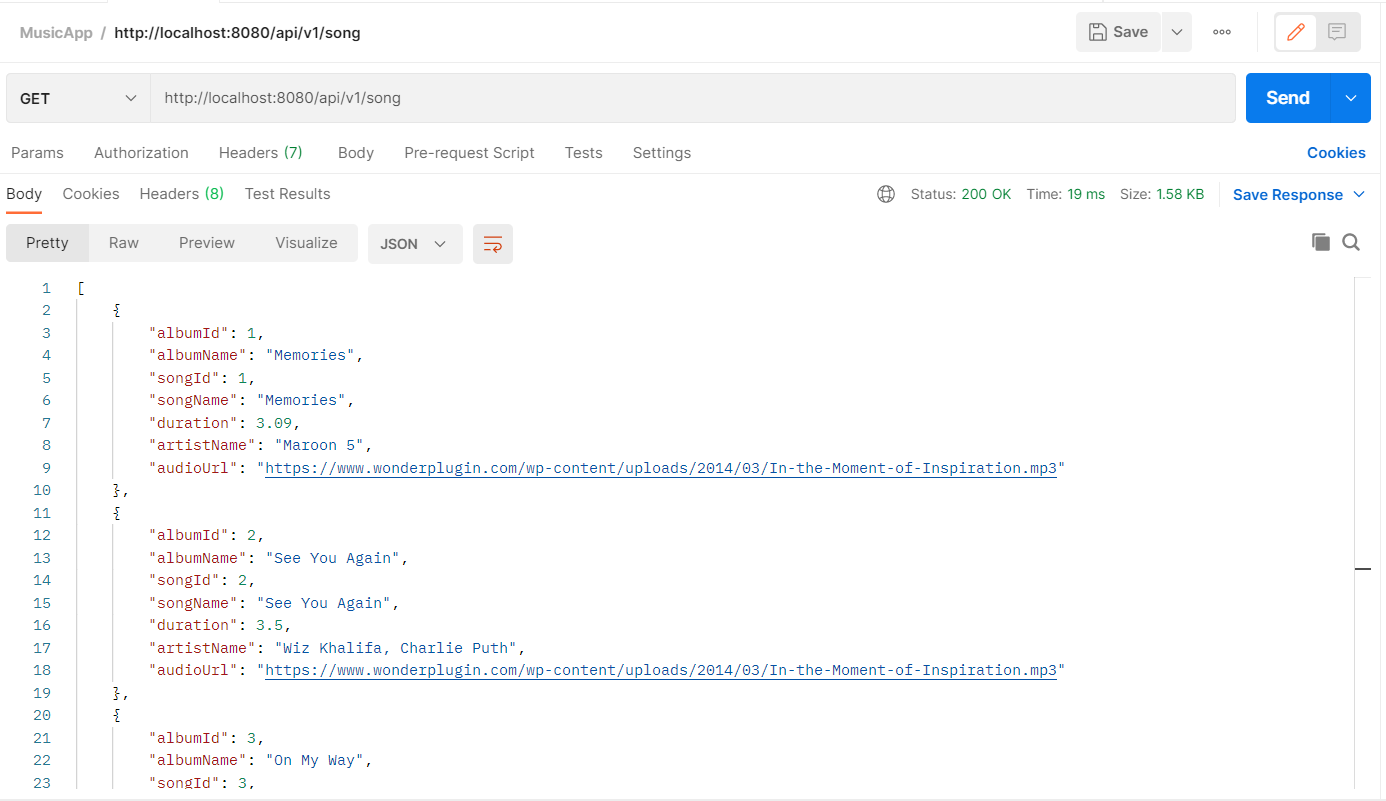 MusicApp / http://localhost:8080/api/v1/song
Save
GET http://localhost:8080/api/v1/song Send
Params Authorization Headers (7) Body Pre-request Script Tests Settings Cookies
Body Cookies Headers (8) Test Results Status: 200 OK Time: 19 ms Size: 1.58 KB Save Response
Pretty Raw Preview Visualize JSON
1 [
2 {
3 "albumId": 1,
4 "albumName": "Memories",
5 "songId": 1,
6 "songName": "Memories",
7 "duration": 3.09,
8 "artistName": "Maroon 5",
9 "audioUrl": "https://www.wonderplugin.com/wp-content/uploads/2014/03/In-the-Moment-of-Inspiration.mp3"
10 },
11 {
12 "albumId": 2,
13 "albumName": "See You Again",
14 "songId": 2,
15 "songName": "See You Again",
16 "duration": 3.5,
17 "artistName": "Wiz Khalifa, Charlie Puth",
18 "audioUrl": "https://www.wonderplugin.com/wp-content/uploads/2014/03/In-the-Moment-of-Inspiration.mp3"
19 },
20 {
21 "albumId": 3,
22 "albumName": "On My Way",
23 "songId": 3,